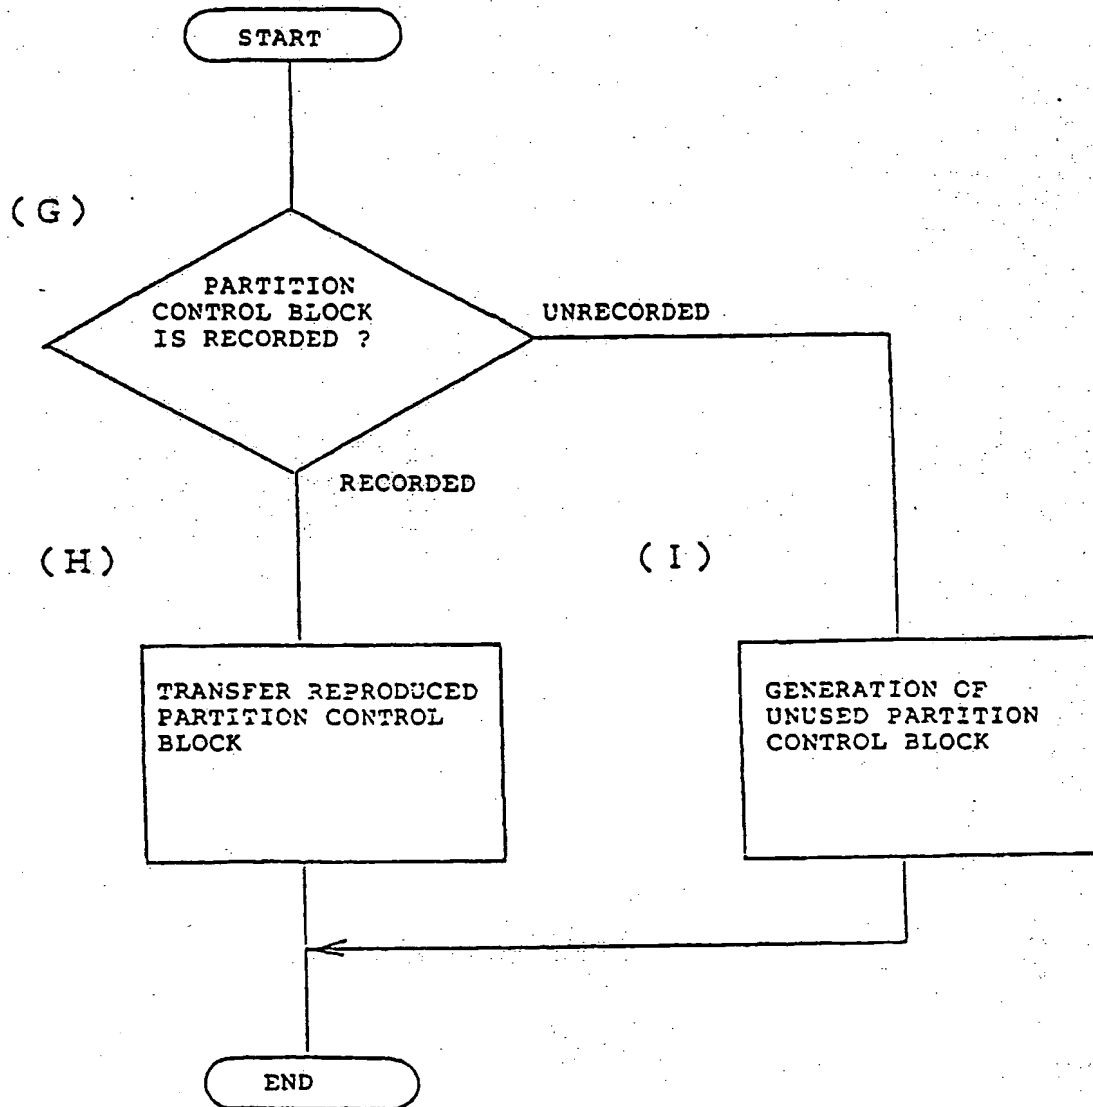 START
(G)
PARTITION
CONTROL BLOCK
IS RECORDED ?
UNRECORDED
RECORDED
(H)
(I)
TRANSFER REPRODUCED
PARTITION CONTROL
BLOCK
GENERATION OF
UNUSED PARTITION
CONTROL BLOCK
END